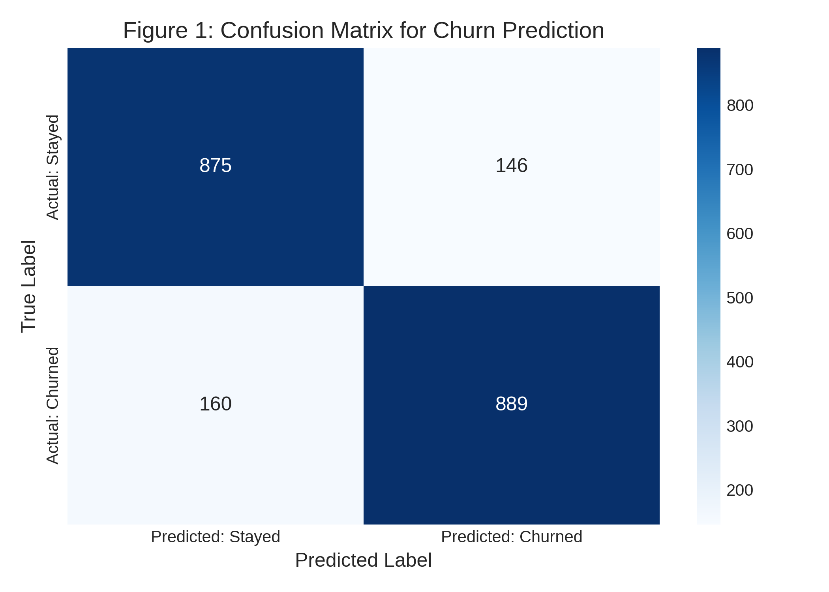 Figure 1: Confusion Matrix for Churn Prediction
True Label
Actual: Stayed
875
146
Actual: Churned
160
889
Predicted: Stayed
Predicted: Churned
Predicted Label
800
700
600
500
400
300
200